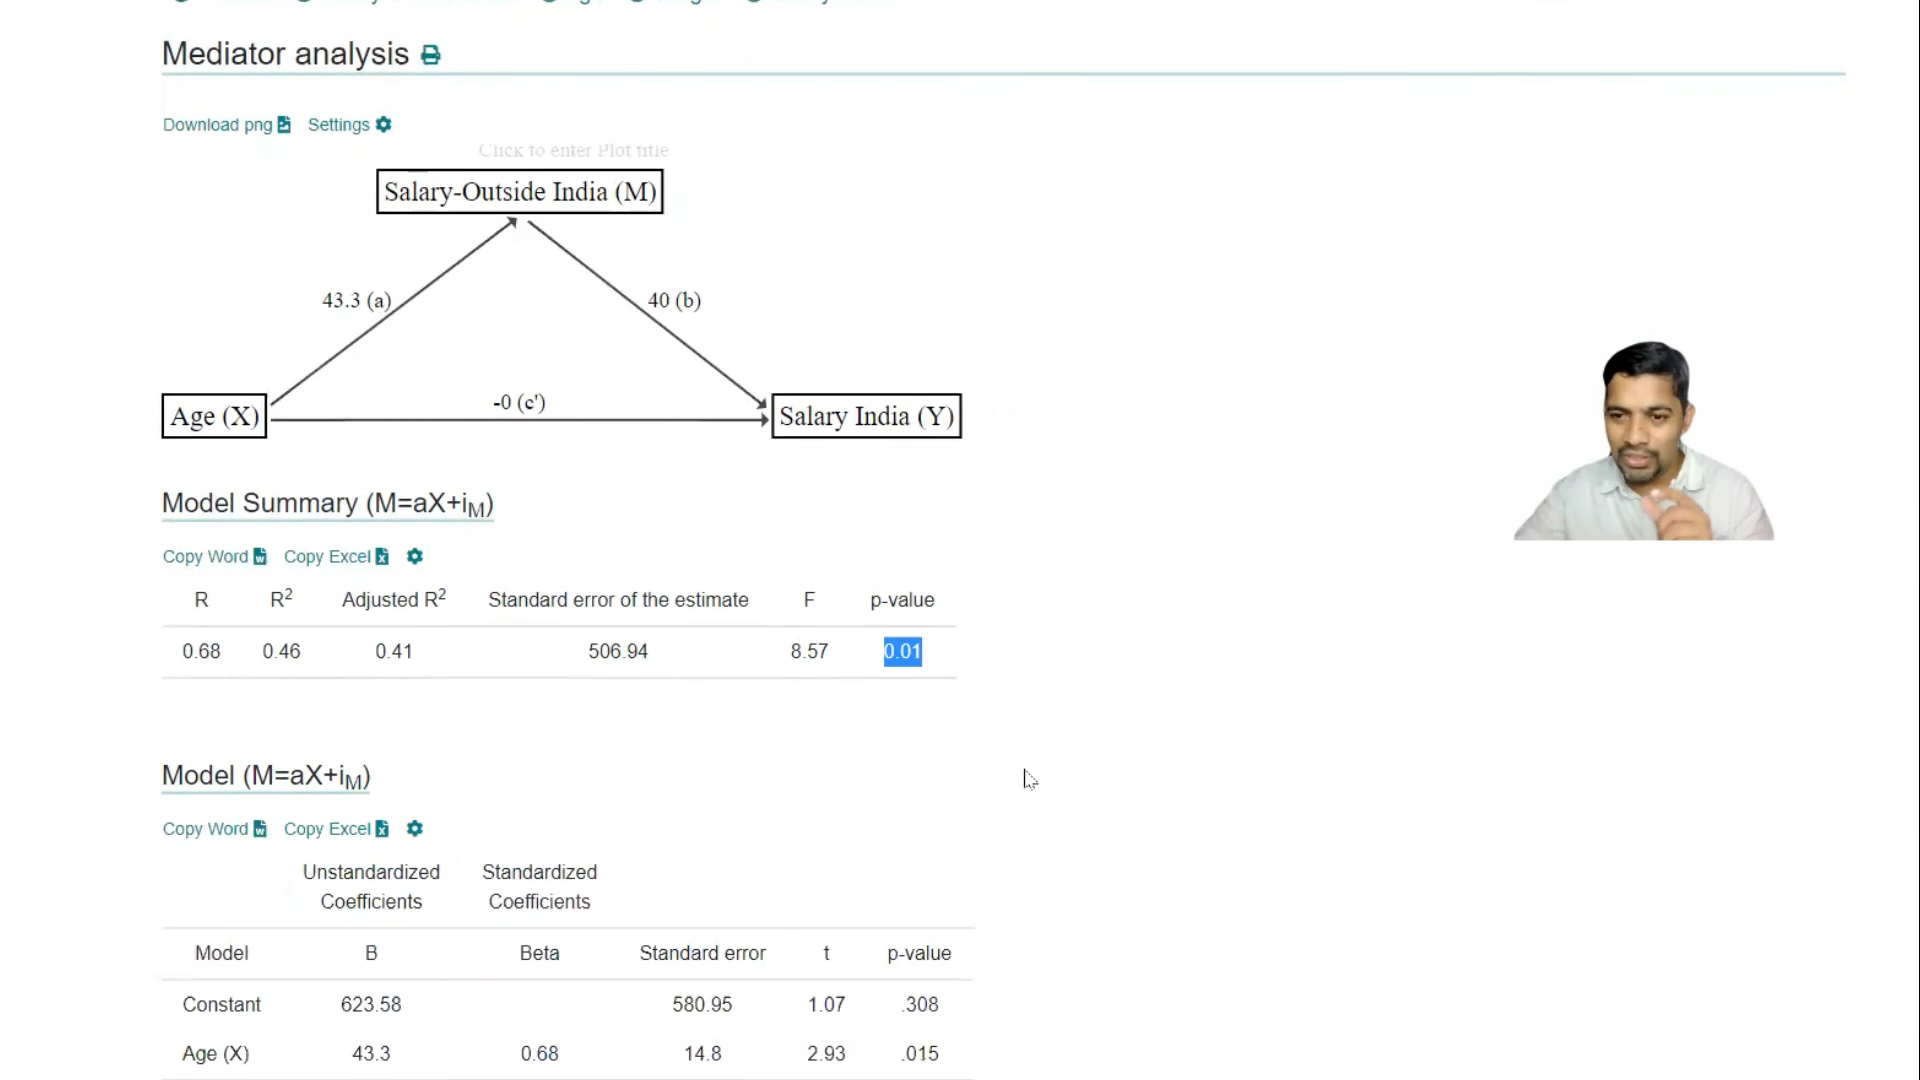 Mediator analysis
Download png Settings
Click to enter Plot title
Salary-Outside India (M)
43.3 (a) 40 (b)
-0 (c')
Age (X) Salary India (Y)
Model Summary (M=aX+iM)
Copy Word Copy Excel
R R2 Adjusted R2 Standard error of the estimate F p-value
0.68 0.46 0.41 506.94 8.57 0.01
Model (M=aX+iM)
Copy Word Copy Excel
Unstandardized Standardized
Coefficients Coefficients
Model B Beta Standard error t p-value
Constant 623.58 580.95 1.07 .308
Age (X) 43.3 0.68 14.8 2.93 .015